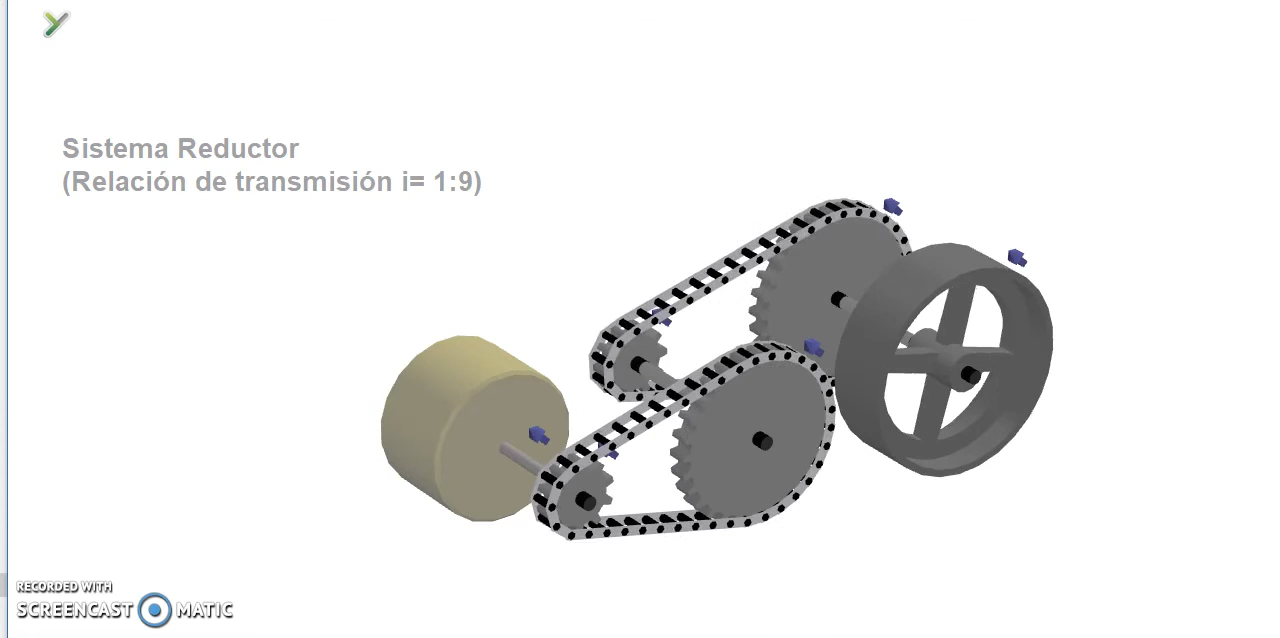 Sistema Reductor
(Relación de transmisión i= 1:9)
RECORDED WITH
SCREENCAST MATIC